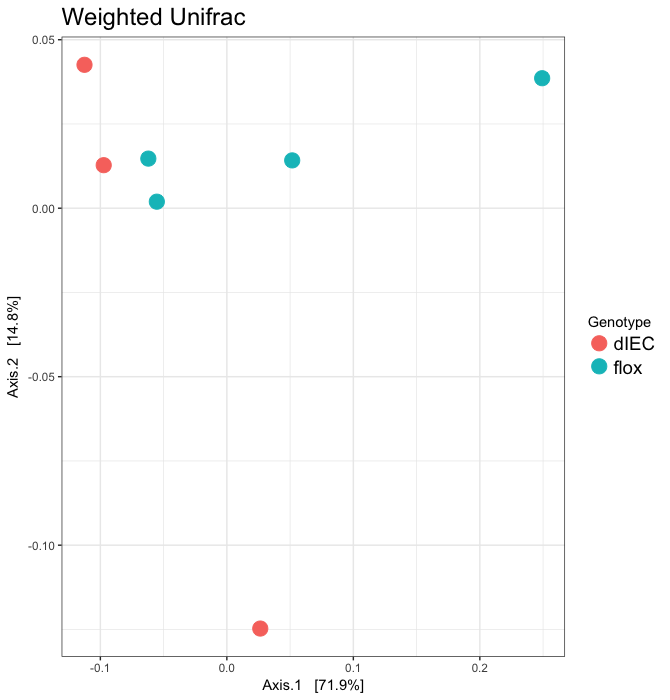 Weighted Unifrac
0.05
0.00
-0.05
-0.10
Axis.2 [14.8%]
-0.1 0.0 0.1 0.2
Axis.1 [71.9%]
Genotype
dIEC
flox